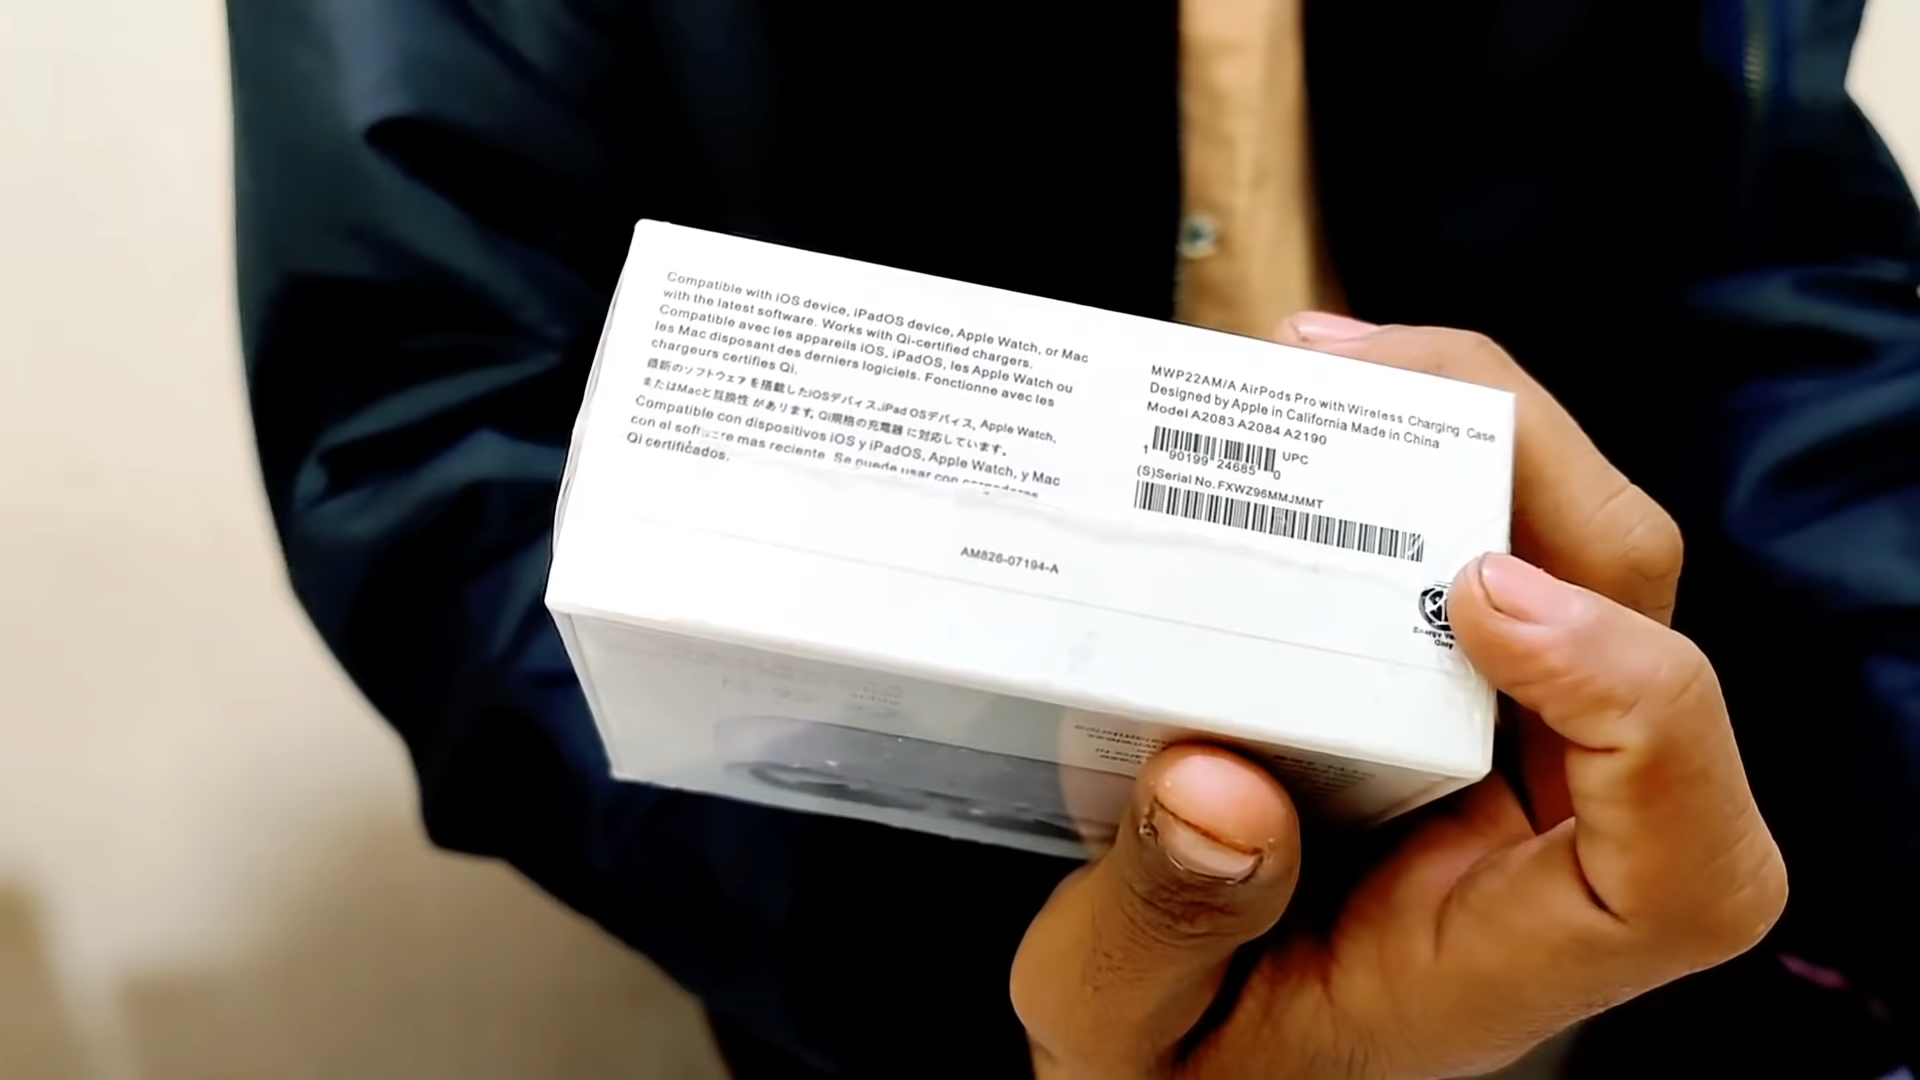 Compatible with iOS device, iPadOS device, Apple Watch, or Mac
with the latest software. Works with Qi-certified chargers.
Compatible avec les appareils iOS, iPadOS, les Apple Watch ou
les Mac disposant des derniers logiciels. Fonctionne avec les
chargeurs certifies Qi.
最新のソフトウェアを搭載したiOSデバイス、iPad OSデバイス, Apple Watch,
またはMacと互換性 があります。Qi規格の充電器 に対応しています。
Compatible con dispositivos iOS y iPadOS, Apple Watch, y Mac
con el mas reciente. Se puede usar con cargadores
Qi certificados.
AM826-07194-A
MWP22AM/A AirPods Pro with Wireless Charging Case
Designed by Apple in California Made in China
Model A2083 A2084 A2190
UPC
1 90199 24685 0
(S)Serial No.FXWZ96MMJMMT
Energy